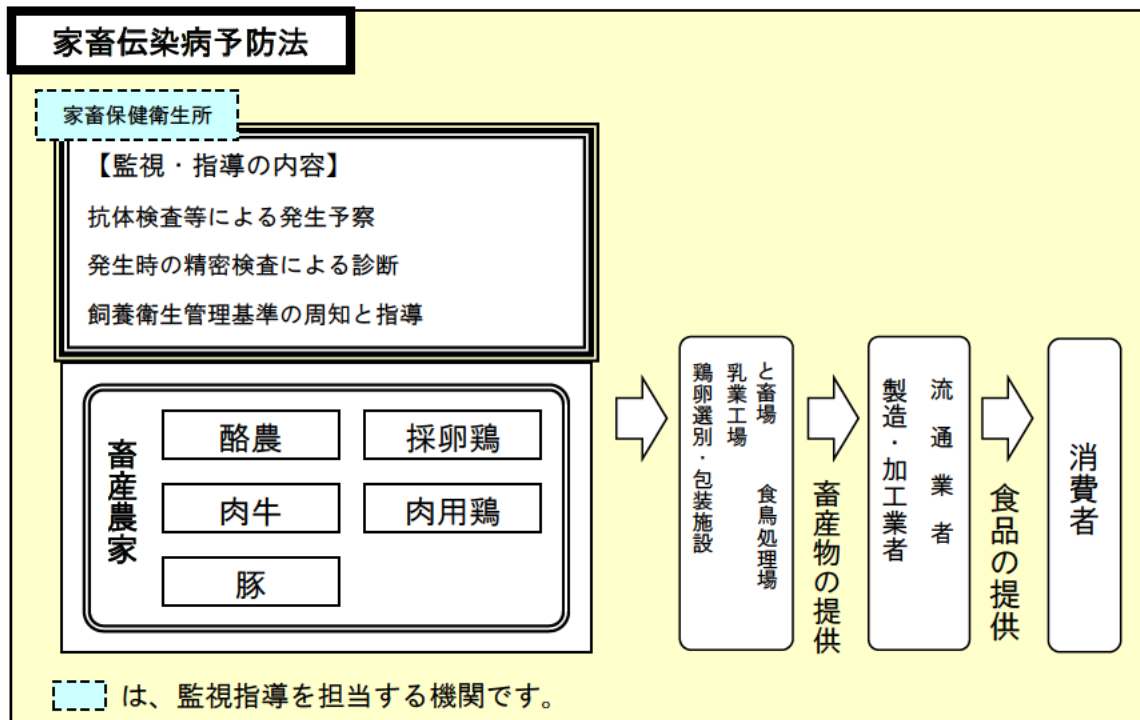 家畜伝染病予防法
家畜保健衛生所
【監視・指導の内容】
抗体検査等による発生予察
発生時の精密検査による診断
飼養衛生管理基準の周知と指導
畜産農家
酪農
採卵鶏
肉牛
肉用鶏
豚
と畜場　食鳥処理場
乳業工場
鶏卵選別・包装施設
畜産物の提供
流通業者
製造・加工業者
食品の提供
消費者
は、監視指導を担当する機関です。